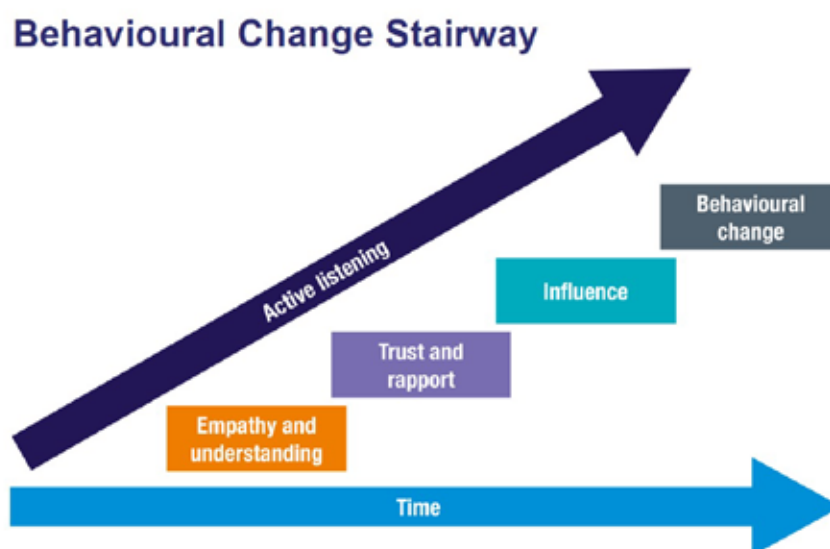 Behavioural Change Stairway
Active listening
Behavioural
change
Influence
Trust and
rapport
Empathy and
understanding
Time